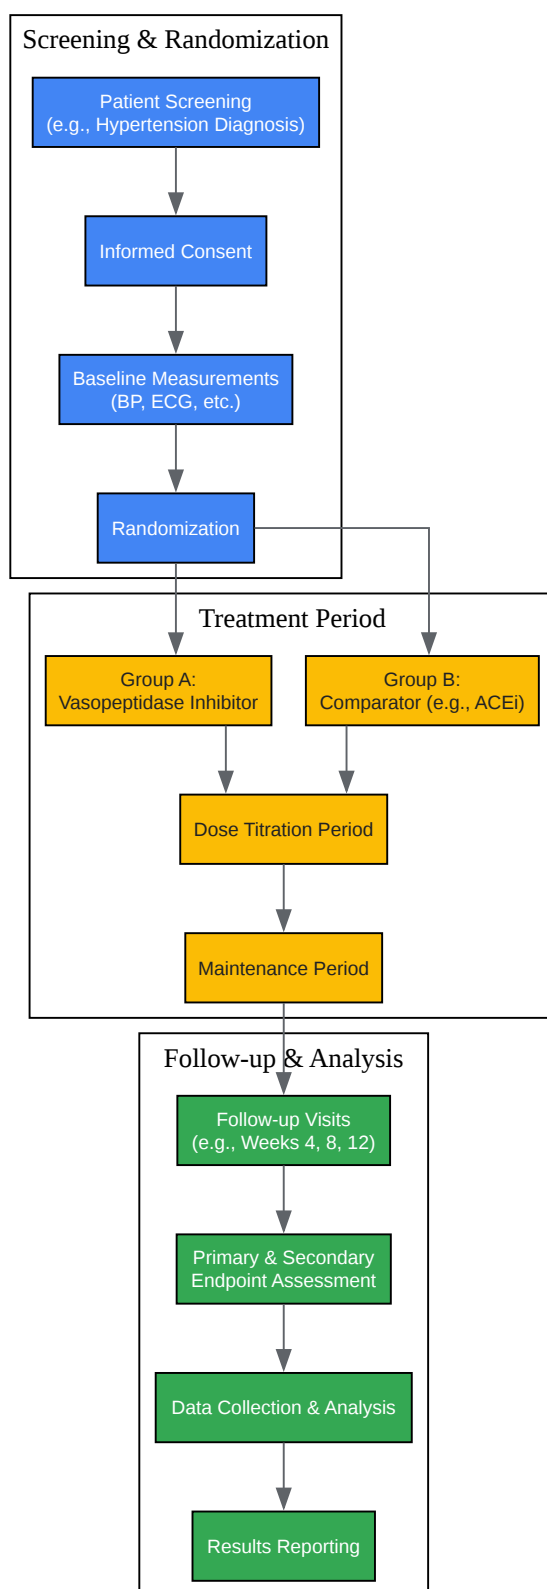 Screening & Randomization
Patient Screening
(e.g., Hypertension Diagnosis)
Informed Consent
Baseline Measurements
(BP, ECG, etc.)
Randomization
Treatment Period
Group A:
Vasopeptidase Inhibitor
Group B:
Comparator (e.g., ACEi)
Dose Titration Period
Maintenance Period
Follow-up & Analysis
Follow-up Visits
(e.g., Weeks 4, 8, 12)
Primary & Secondary
Endpoint Assessment
Data Collection & Analysis
Results Reporting